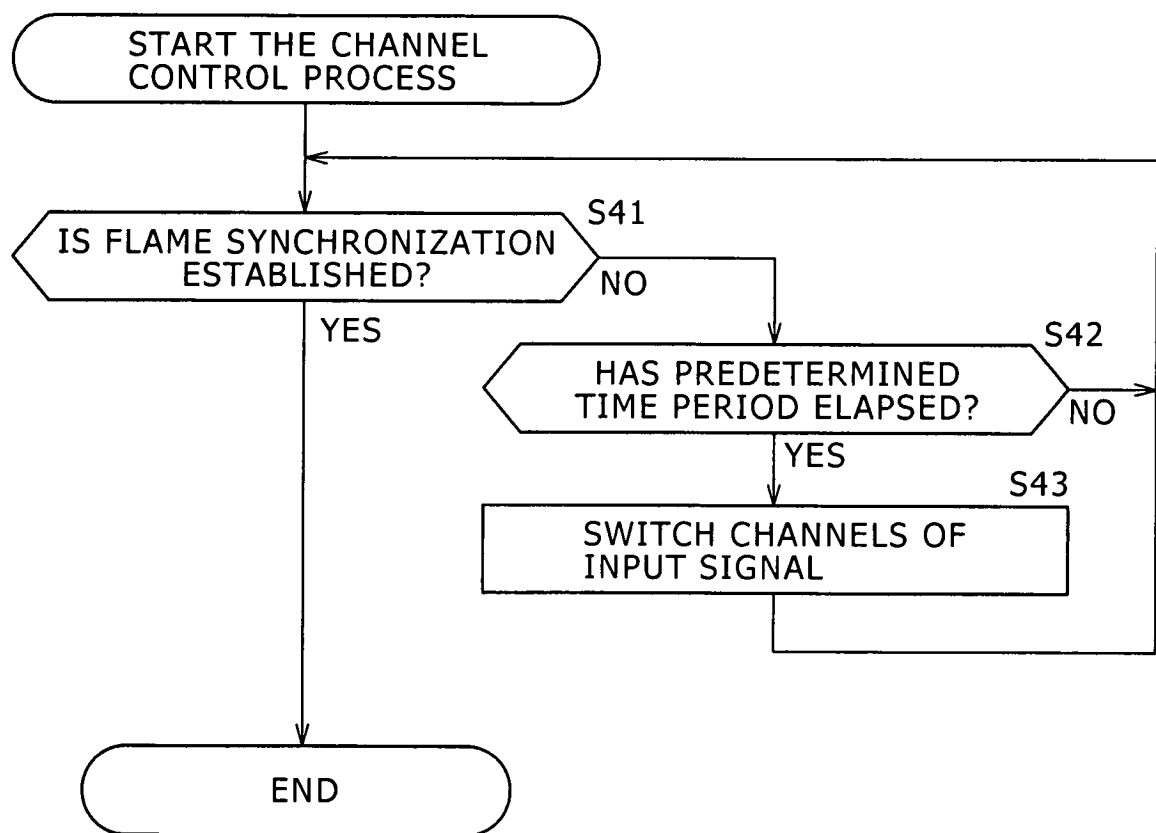 START THE CHANNEL
CONTROL PROCESS
S41
IS FLAME SYNCHRONIZATION
ESTABLISHED?
NO
YES
S42
HAS PREDETERMINED
TIME PERIOD ELAPSED?
NO
YES
S43
SWITCH CHANNELS OF
INPUT SIGNAL
END